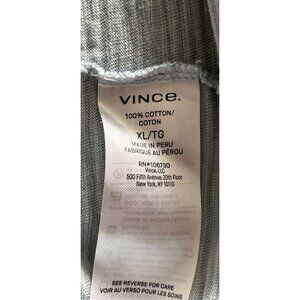 VINCE.
100% COTTON/
COTON
XL/TG
MADE IN PERU
FABRIQUE AU PÉROU
RN#106730
Vince, LLC
500 Fifth Avenue, 20th Floor
New York, NY 10110
SEE REVERSE FOR CARE
VOIR AU VERSO POUR LES SOINS